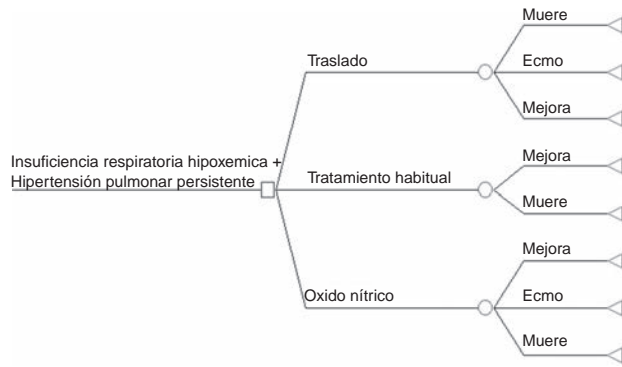 Muere
Traslado
Ecmo
Mejora
Insuficiencia respiratoria hipoxemica +
Hipertensión pulmonar persistente
Tratamiento habitual
Mejora
Muere
Mejora
Oxido nítrico
Ecmo
Muere